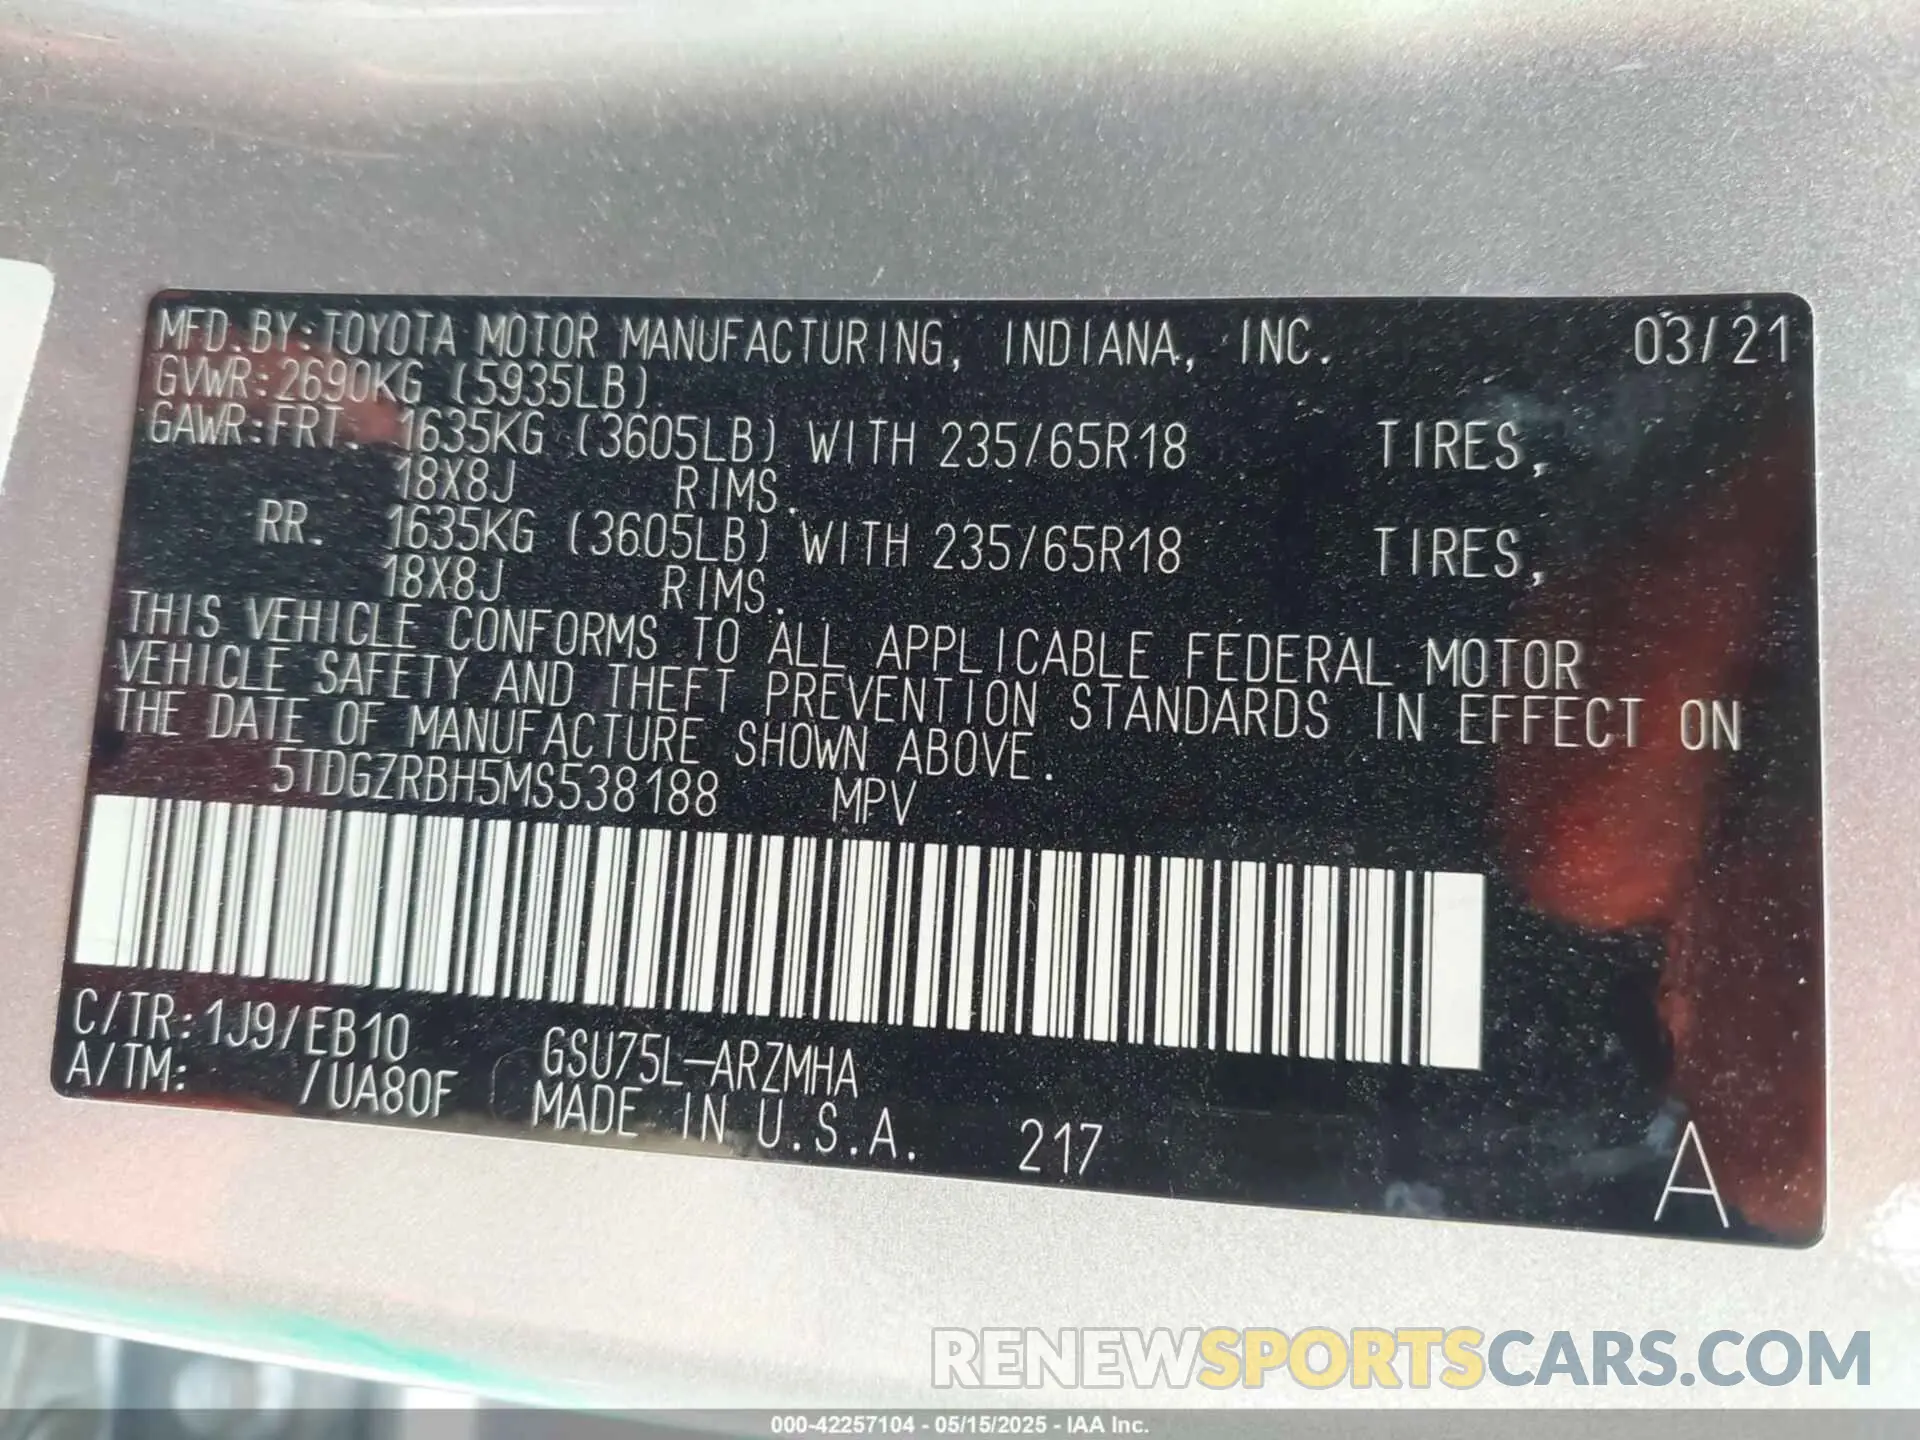 MFD.BY:TOYOTA MOTOR MANUFACTURING, INDIANA, INC. 03/21
GVWR:2690KG (5935LB)
GAWR:FRT. 1635KG (3605LB) WITH 235/65R18 TIRES,
18X8J RIMS.
RR. 1635KG (3605LB) WITH 235/65R18 TIRES,
18X8J RIMS.
THIS VEHICLE CONFORMS TO ALL APPLICABLE FEDERAL MOTOR
VEHICLE SAFETY AND THEFT PREVENTION STANDARDS IN EFFECT ON
THE DATE OF MANUFACTURE SHOWN ABOVE.
5TDGZRBH5MS538188 MPV
C/TR:1J9/EB10 GSU75L-ARZMHA
A/TM: /UA80F MADE IN U.S.A. 217
A
RENEWSPORTSCARS.COM
000-42257104 - 05/15/2025 - IAA Inc.